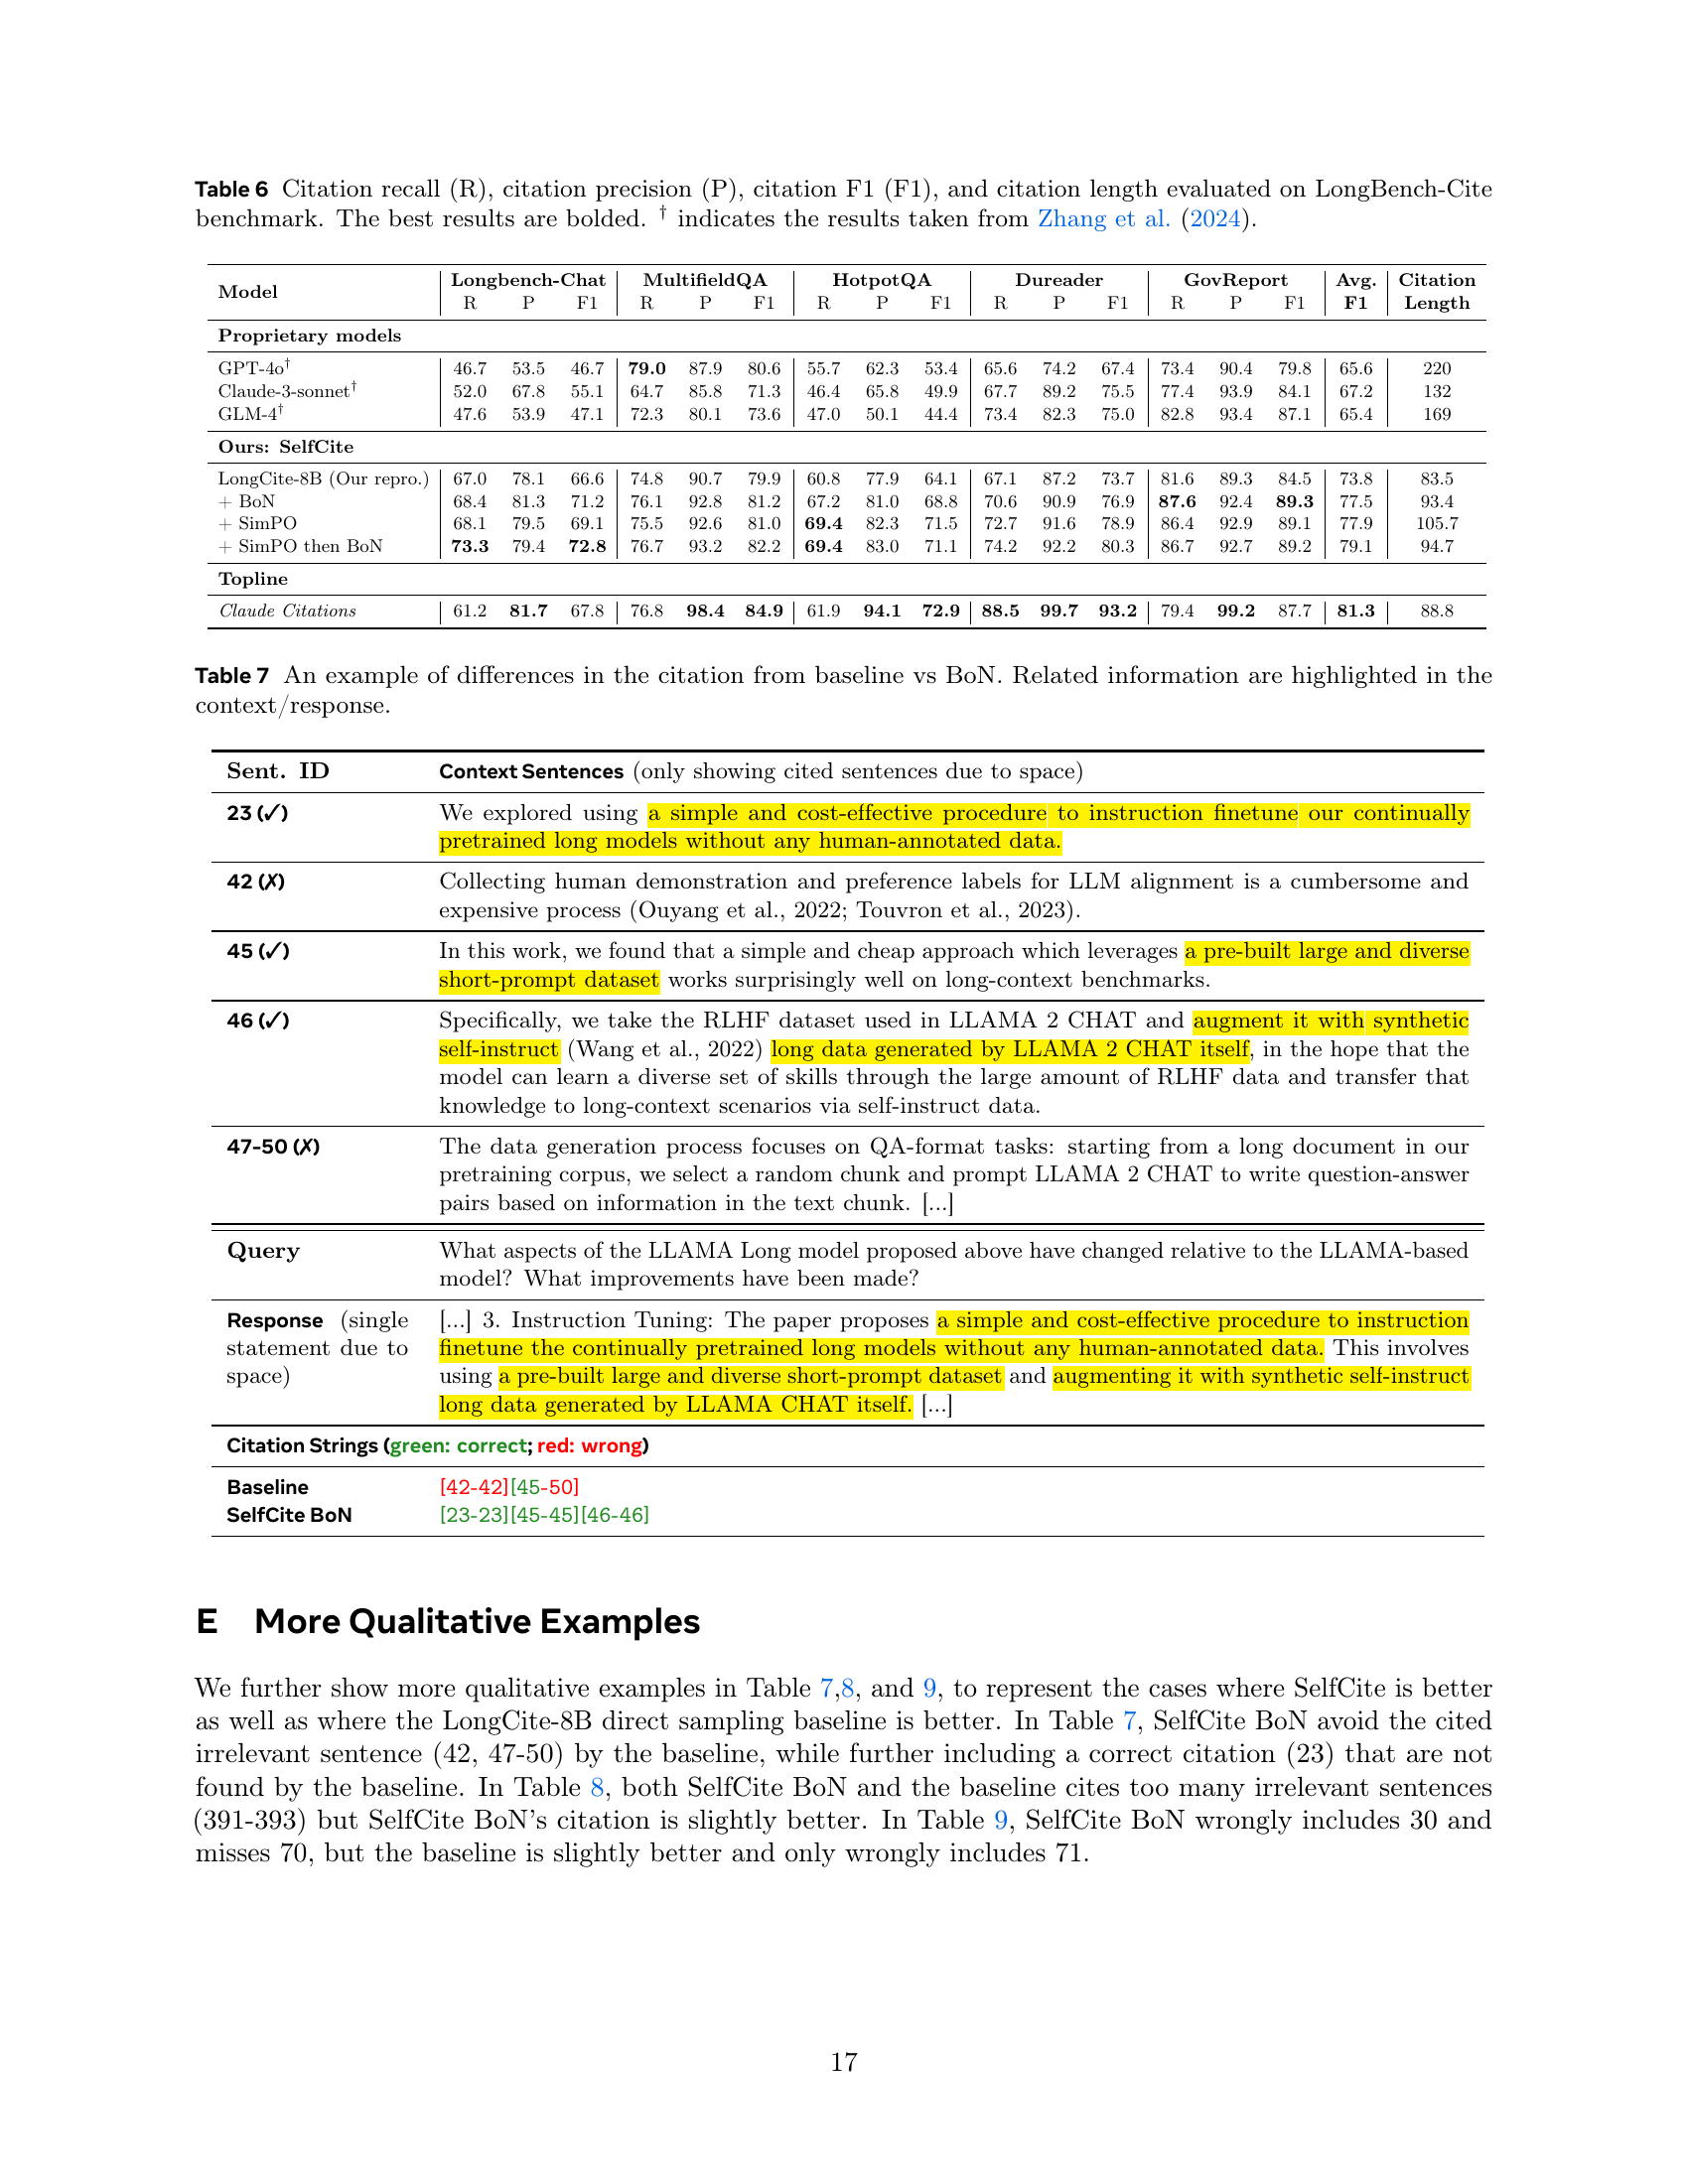 Table 6 Citation recall (R), citation precision (P), citation F1 (F1), and citation length evaluated on LongBench-Cite
benchmark. The best results are bolded. † indicates the results taken from Zhang et al. (2024).
Model Longbench-Chat MultifieldQA HotpotQA Dureader GovReport Avg. Citation
R P F1 R P F1 R P F1 R P F1 R P F1 F1 Length
Proprietary models
GPT-4o† 46.7 53.5 46.7 79.0 87.9 80.6 55.7 62.3 53.4 65.6 74.2 67.4 73.4 90.4 79.8 65.6 220
Claude-3-sonnet† 52.0 67.8 55.1 64.7 85.8 71.3 46.4 65.8 49.9 67.7 89.2 75.5 77.4 93.9 84.1 67.2 132
GLM-4† 47.6 53.9 47.1 72.3 80.1 73.6 47.0 50.1 44.4 73.4 82.3 75.0 82.8 93.4 87.1 65.4 169
Ours: SelfCite
LongCite-8B (Our repro.) 67.0 78.1 66.6 74.8 90.7 79.9 60.8 77.9 64.1 67.1 87.2 73.7 81.6 89.3 84.5 73.8 83.5
+ BoN 68.4 81.3 71.2 76.1 92.8 81.2 67.2 81.0 68.8 70.6 90.9 76.9 87.6 92.4 89.3 77.5 93.4
+ SimPO 68.1 79.5 69.1 75.5 92.6 81.0 69.4 82.3 71.5 72.7 91.6 78.9 86.4 92.9 89.1 77.9 105.7
+ SimPO then BoN 73.3 79.4 72.8 76.7 93.2 82.2 69.4 83.0 71.1 74.2 92.2 80.3 86.7 92.7 89.2 79.1 94.7
Topline
Claude Citations 61.2 81.7 67.8 76.8 98.4 84.9 61.9 94.1 72.9 88.5 99.7 93.2 79.4 99.2 87.7 81.3 88.8
Table 7 An example of differences in the citation from baseline vs BoN. Related information are highlighted in the
context/response.
Sent. ID Context Sentences (only showing cited sentences due to space)
23 (✓) We explored using a simple and cost-effective procedure to instruction finetune our continually
pretrained long models without any human-annotated data.
42 (✗) Collecting human demonstration and preference labels for LLM alignment is a cumbersome and
expensive process (Ouyang et al., 2022; Touvron et al., 2023).
45 (✓) In this work, we found that a simple and cheap approach which leverages a pre-built large and diverse
short-prompt dataset works surprisingly well on long-context benchmarks.
46 (✓) Specifically, we take the RLHF dataset used in LLAMA 2 CHAT and augment it with synthetic
self-instruct (Wang et al., 2022) long data generated by LLAMA 2 CHAT itself, in the hope that the
model can learn a diverse set of skills through the large amount of RLHF data and transfer that
knowledge to long-context scenarios via self-instruct data.
47-50 (✗) The data generation process focuses on QA-format tasks: starting from a long document in our
pretraining corpus, we select a random chunk and prompt LLAMA 2 CHAT to write question-answer
pairs based on information in the text chunk. [...]
Query What aspects of the LLAMA Long model proposed above have changed relative to the LLAMA-based
model? What improvements have been made?
Response (single [...] 3. Instruction Tuning: The paper proposes a simple and cost-effective procedure to instruction
statement due to finetune the continually pretrained long models without any human-annotated data. This involves
space) using a pre-built large and diverse short-prompt dataset and augmenting it with synthetic self-instruct
long data generated by LLAMA CHAT itself. [...]
Citation Strings (green: correct; red: wrong)
Baseline [42-42][45-50]
SelfCite BoN [23-23][45-45][46-46]
E More Qualitative Examples
We further show more qualitative examples in Table 7,8, and 9, to represent the cases where SelfCite is better
as well as where the LongCite-8B direct sampling baseline is better. In Table 7, SelfCite BoN avoid the cited
irrelevant sentence (42, 47-50) by the baseline, while further including a correct citation (23) that are not
found by the baseline. In Table 8, both SelfCite BoN and the baseline cites too many irrelevant sentences
(391-393) but SelfCite BoN's citation is slightly better. In Table 9, SelfCite BoN wrongly includes 30 and
misses 70, but the baseline is slightly better and only wrongly includes 71.
17